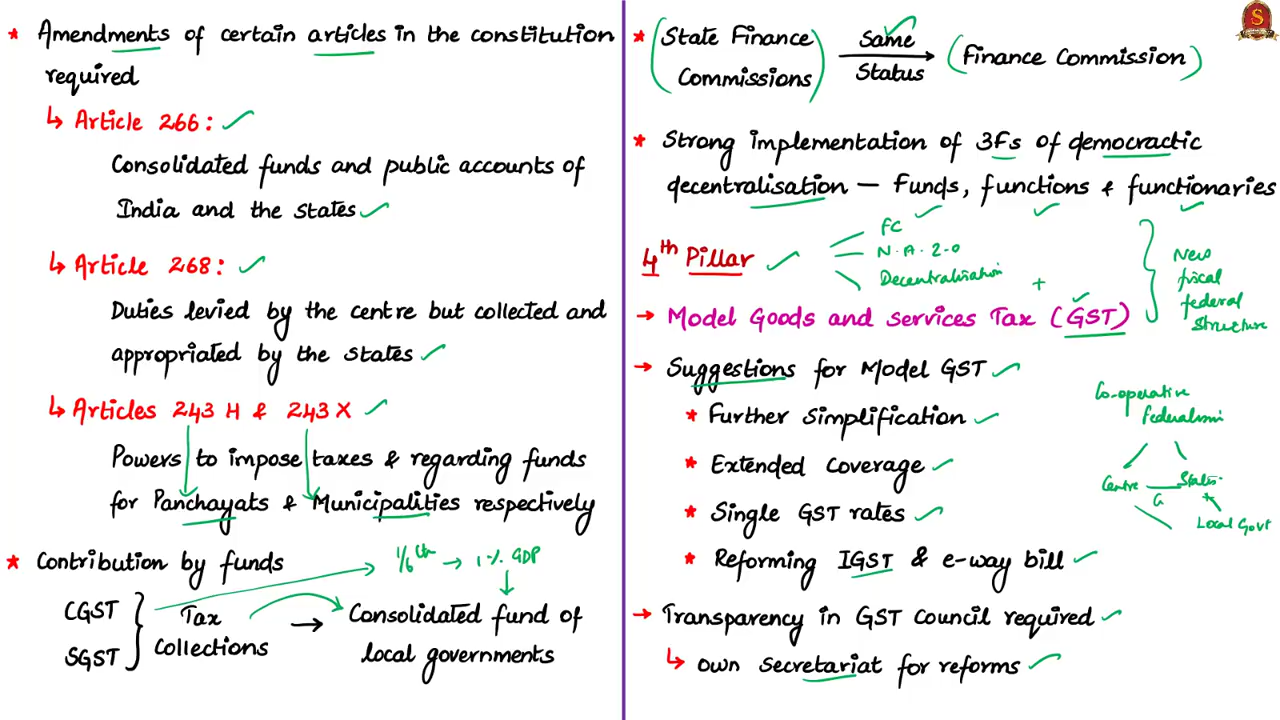 * Amendments of certain articles in the constitution
required
↳ Article 266:
Consolidated funds and public accounts of
India and the states
↳ Article 268:
Duties levied by the centre but collected and
appropriated by the states
↳ Articles 243 H & 243 X
Powers to impose taxes & regarding funds
for Panchayats & Municipalities respectively
* Contribution by funds
1/6th → 1% GDP
CGST
SGST
Tax
Collections
→ Consolidated fund of
local governments
* (State Finance
Commissions)
Same
Status
(Finance Commission)
* Strong implementation of 3Fs of democractic
decentralisation — Funds, functions & functionaries
4th Pillar
FC
N.A. 2.0
Decentralisation
+
New
fiscal
federal
structure
→ Model Goods and Services Tax (GST)
→ Suggestions for Model GST
* Further simplification
* Extended coverage
* Single GST rates
* Reforming IGST & e-way bill
Co-operative
Federalism
Centre
States
G
+
Local Govt
→ Transparency in GST Council required
↳ own secretariat for reforms
S